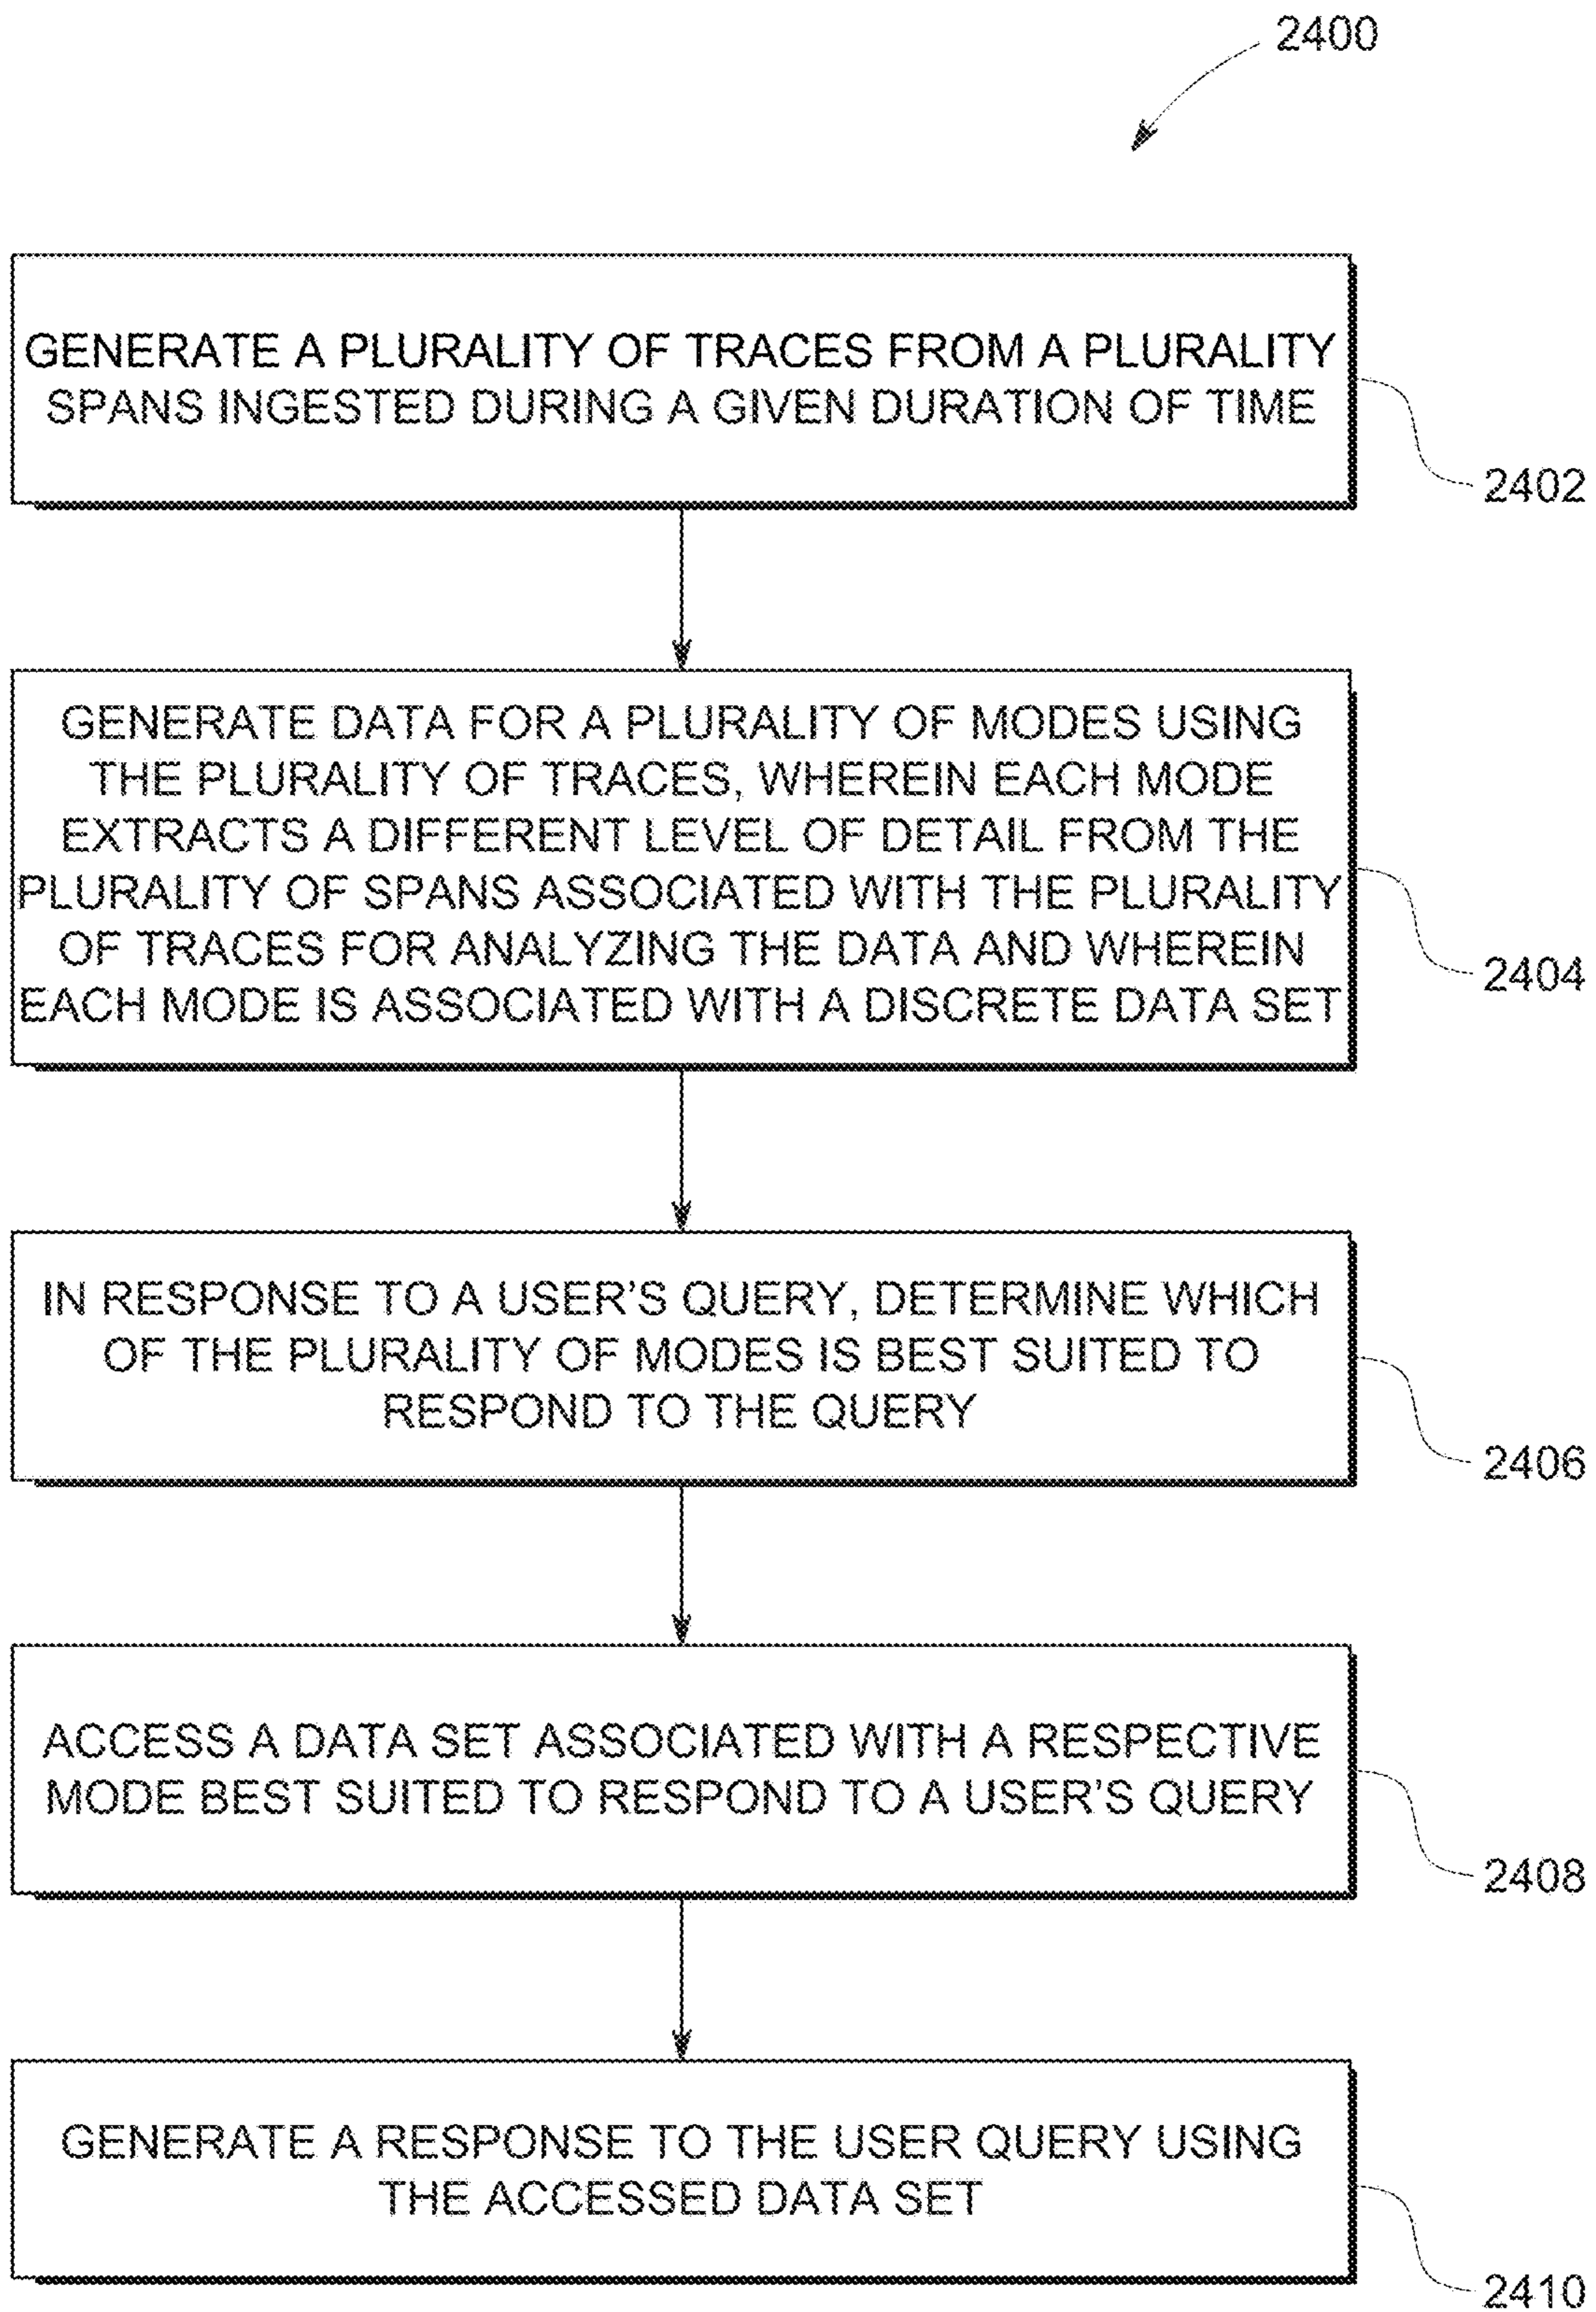 2400
GENERATE A PLURALITY OF TRACES FROM A PLURALITY
SPANS INGESTED DURING A GIVEN DURATION OF TIME
2402
GENERATE DATA FOR A PLURALITY OF MODES USING
THE PLURALITY OF TRACES, WHEREIN EACH MODE
EXTRACTS A DIFFERENT LEVEL OF DETAIL FROM THE
PLURALITY OF SPANS ASSOCIATED WITH THE PLURALITY
OF TRACES FOR ANALYZING THE DATA AND WHEREIN
EACH MODE IS ASSOCIATED WITH A DISCRETE DATA SET
2404
IN RESPONSE TO A USER'S QUERY, DETERMINE WHICH
OF THE PLURALITY OF MODES IS BEST SUITED TO
RESPOND TO THE QUERY
2406
ACCESS A DATA SET ASSOCIATED WITH A RESPECTIVE
MODE BEST SUITED TO RESPOND TO A USER'S QUERY
2408
GENERATE A RESPONSE TO THE USER QUERY USING
THE ACCESSED DATA SET
2410